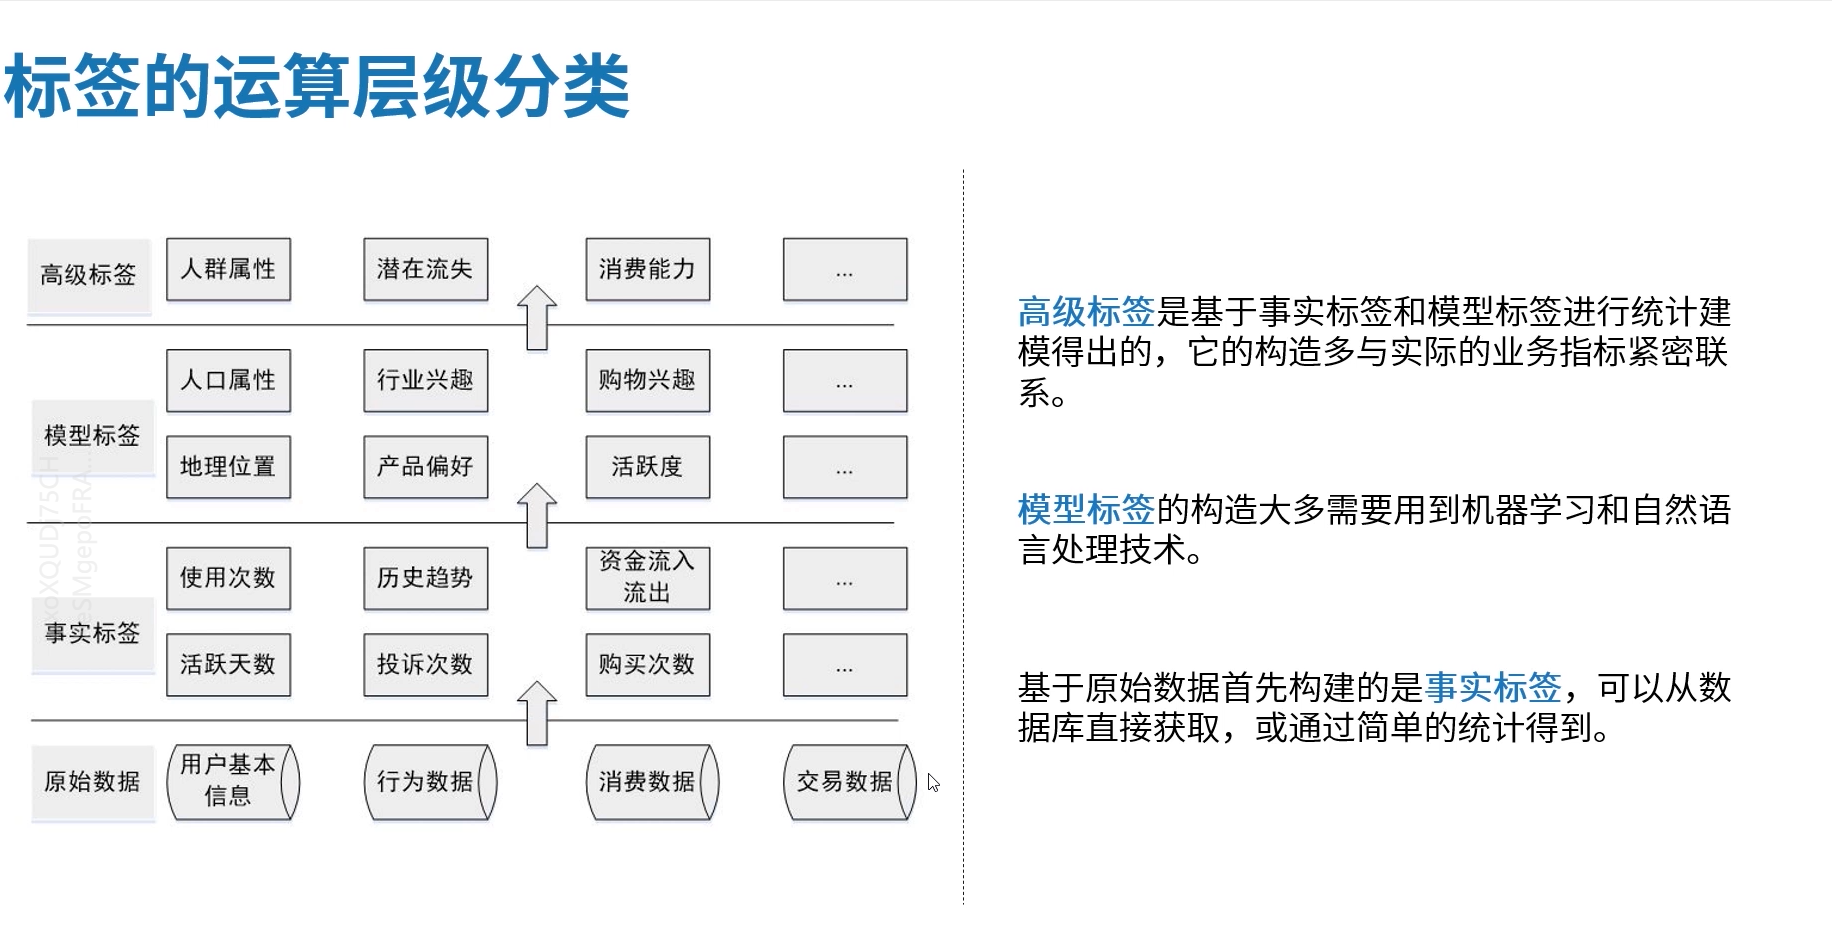 标签的运算层级分类
高级标签
人群属性
潜在流失
消费能力
...
人口属性
行业兴趣
购物兴趣
...
模型标签
地理位置
产品偏好
活跃度
...
使用次数
历史趋势
资金流入
流出
...
事实标签
活跃天数
投诉次数
购买次数
...
原始数据
用户基本
信息
行为数据
消费数据
交易数据
高级标签是基于事实标签和模型标签进行统计建
模得出的，它的构造多与实际的业务指标紧密联
系。
模型标签的构造大多需要用到机器学习和自然语
言处理技术。
基于原始数据首先构建的是事实标签，可以从数
据库直接获取，或通过简单的统计得到。